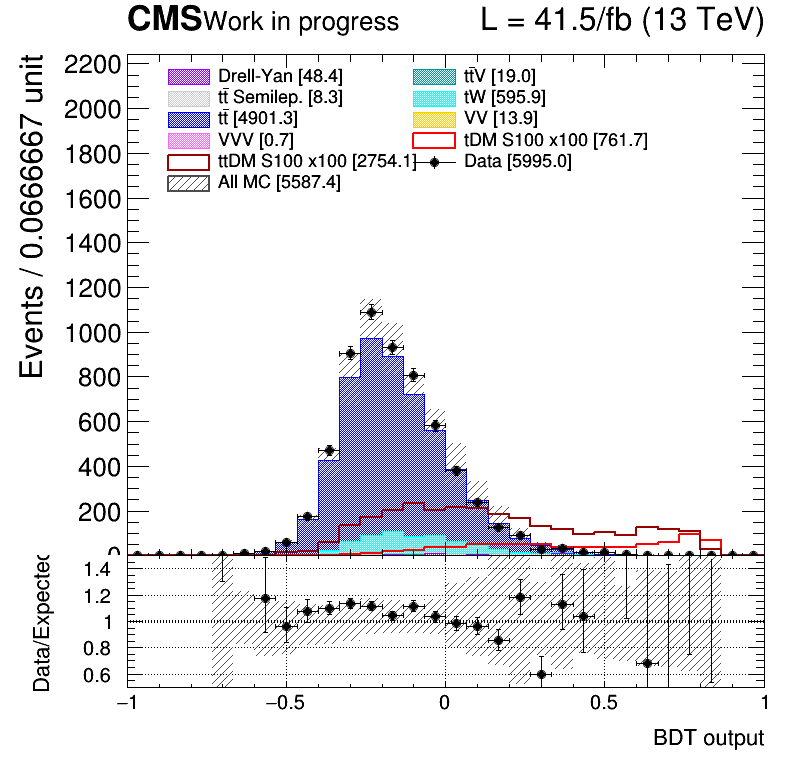 CMS Work in progress L = 41.5/fb (13 TeV)
Events / 0.0666667 unit
2200
2000
1800
1600
1400
1200
1000
800
600
400
200
0
Drell-Yan [48.4] tt̄V [19.0]
tt̄ Semilep. [8.3] tW [595.9]
tt̄ [4901.3] VV [13.9]
VVV [0.7] tDM S100 x100 [761.7]
ttDM S100 x100 [2754.1] Data [5995.0]
All MC [5587.4]
Data/Expected
1.4
1.2
1
0.8
0.6
−1 −0.5 0 0.5 1
BDT output